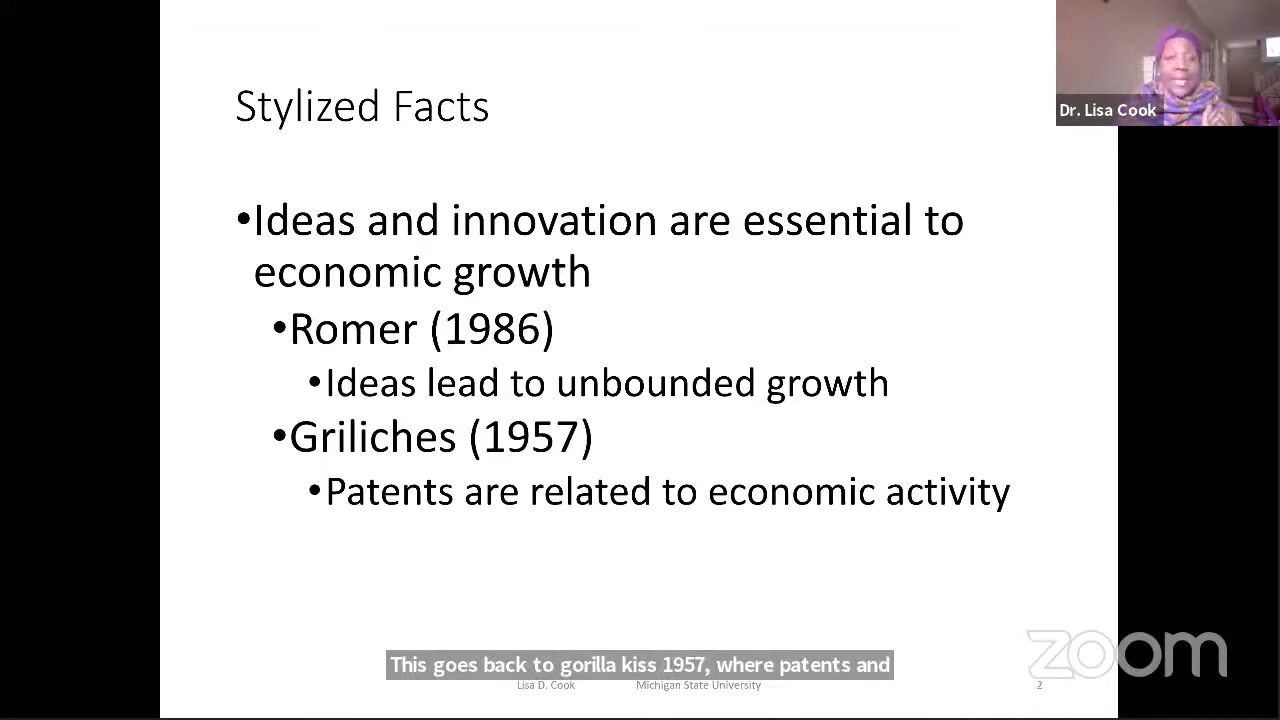 Stylized Facts
Dr. Lisa Cook
•Ideas and innovation are essential to
economic growth
•Romer (1986)
•Ideas lead to unbounded growth
•Griliches (1957)
•Patents are related to economic activity
This goes back to gorilla kiss 1957, where patents and
Lisa D. Cook Michigan State University 2
zoom